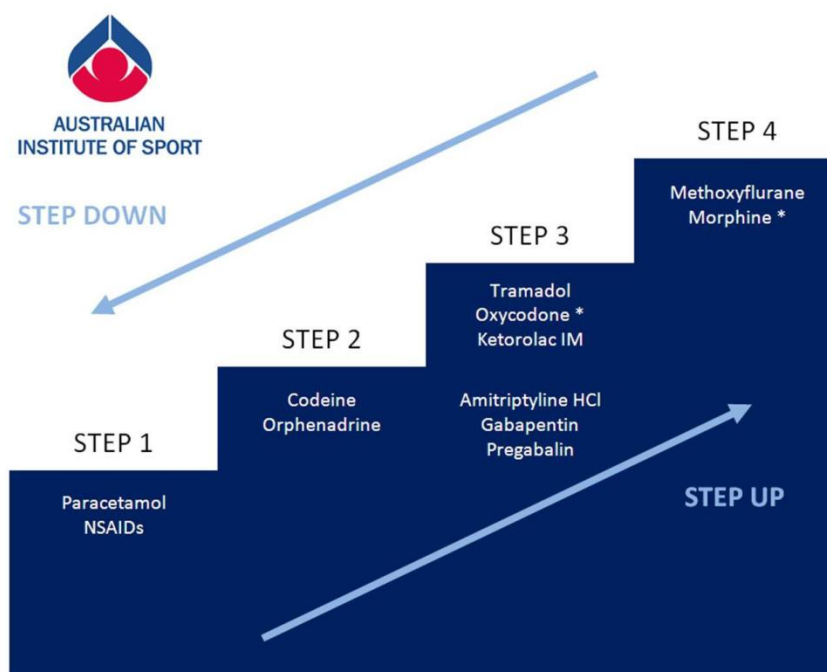 AUSTRALIAN
INSTITUTE OF SPORT
STEP DOWN
STEP 1
Paracetamol
NSAIDs
STEP 2
Codeine
Orphenadrine
STEP 3
Tramadol
Oxycodone *
Ketorolac IM
Amitriptyline HCl
Gabapentin
Pregabalin
STEP 4
Methoxyflurane
Morphine *
STEP UP